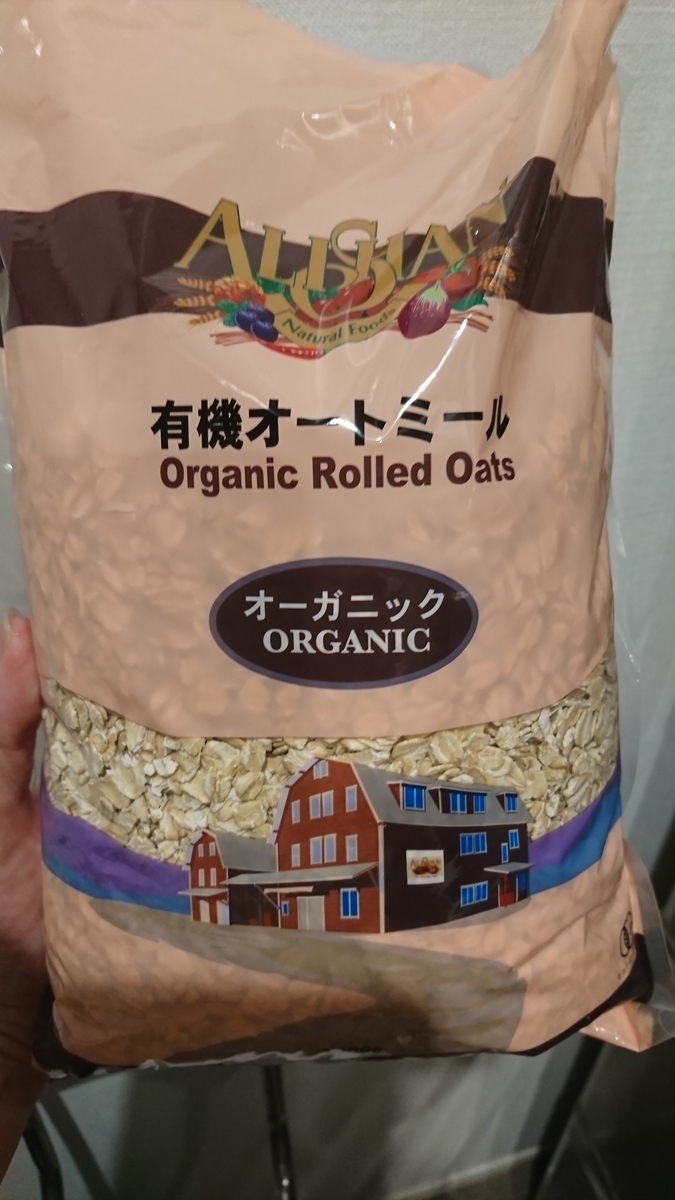 ALISHAN
Natural Foods
有機オートミール
Organic Rolled Oats
オーガニック
ORGANIC
ALISHAN